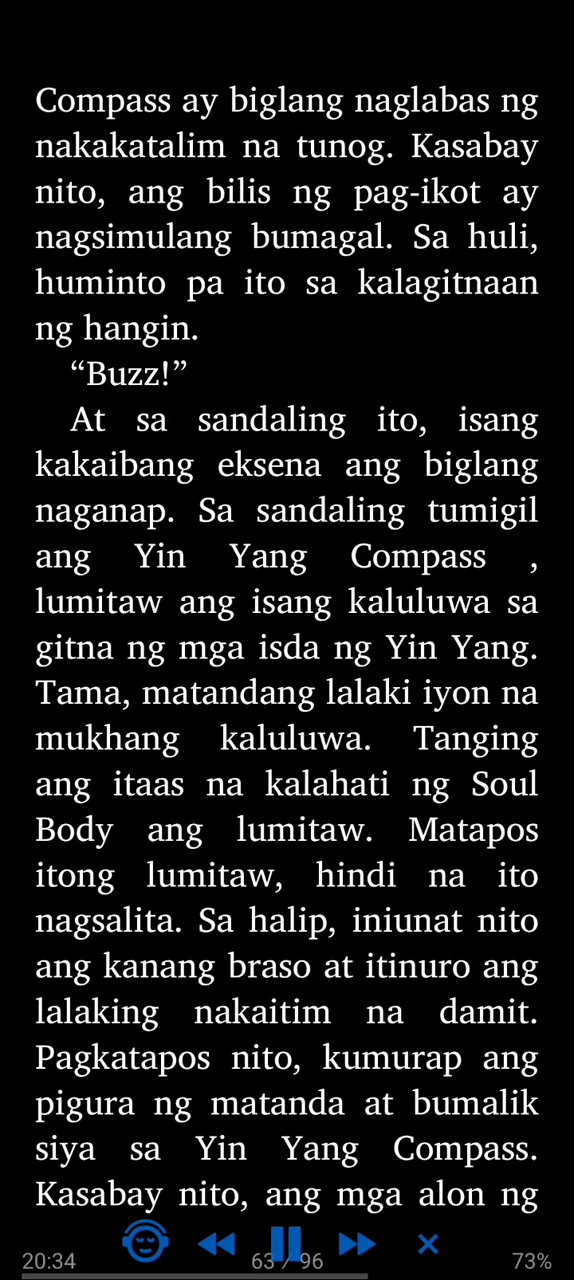 Compass ay biglang naglabas ng
nakakatalim na tunog. Kasabay
nito, ang bilis ng pag-ikot ay
nagsimulang bumagal. Sa huli,
huminto pa ito sa kalagitnaan
ng hangin.
“Buzz!”
At sa sandaling ito, isang
kakaibang eksena ang biglang
naganap. Sa sandaling tumigil
ang Yin Yang Compass ,
lumitaw ang isang kaluluwa sa
gitna ng mga isda ng Yin Yang.
Tama, matandang lalaki iyon na
mukhang kaluluwa. Tanging
ang itaas na kalahati ng Soul
Body ang lumitaw. Matapos
itong lumitaw, hindi na ito
nagsalita. Sa halip, iniunat nito
ang kanang braso at itinuro ang
lalaking nakaitim na damit.
Pagkatapos nito, kumurap ang
pigura ng matanda at bumalik
siya sa Yin Yang Compass.
Kasabay nito, ang mga alon ng
20:34 63 / 96 73%